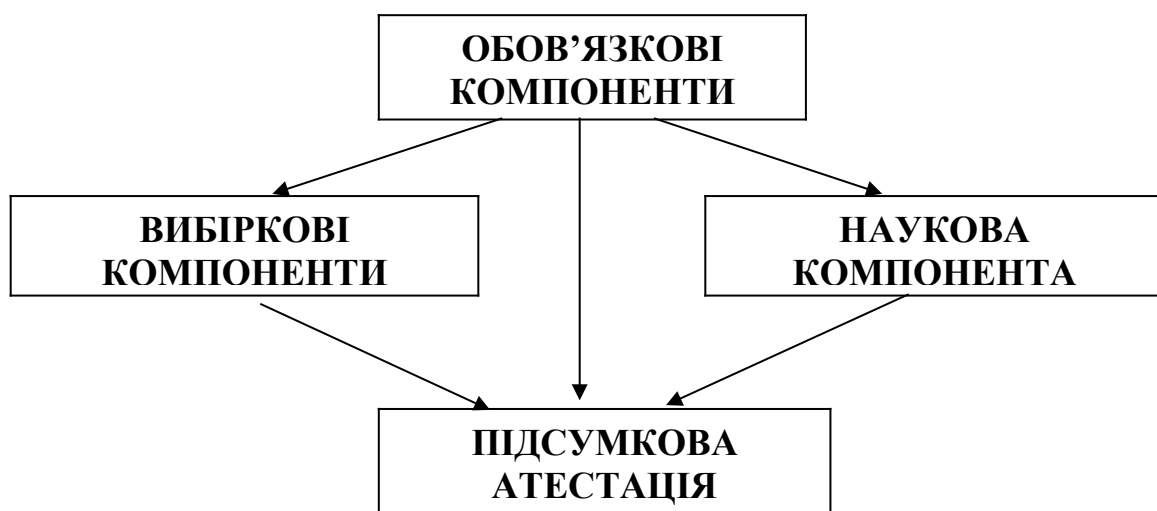 ОБОВ’ЯЗКОВІ
КОМПОНЕНТИ
ВИБІРКОВІ
КОМПОНЕНТИ
НАУКОВА
КОМПОНЕНТА
ПІДСУМКОВА
АТЕСТАЦІЯ